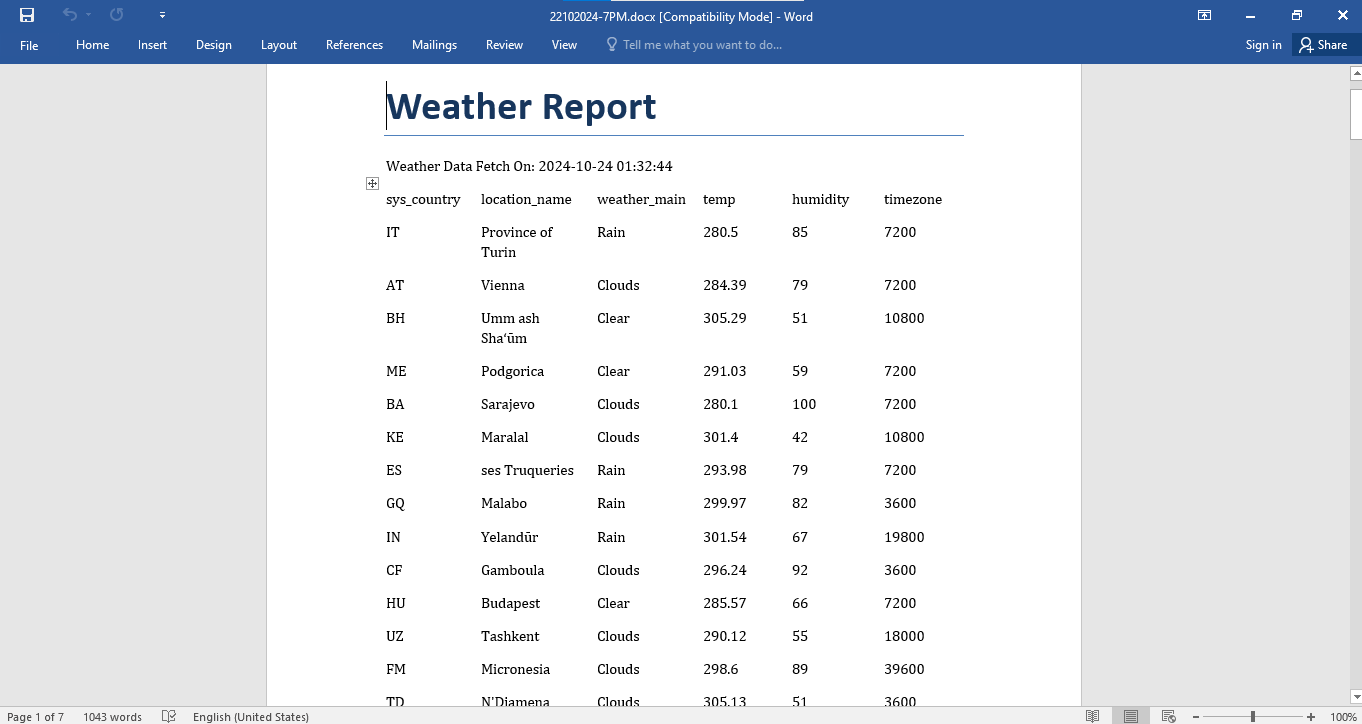 22102024-7PM.docx [Compatibility Mode] - Word
File Home Insert Design Layout References Mailings Review View Tell me what you want to do... Sign in Share
Weather Report
Weather Data Fetch On: 2024-10-24 01:32:44
sys_country location_name weather_main temp humidity timezone
IT Province of Rain 280.5 85 7200
Turin
AT Vienna Clouds 284.39 79 7200
BH Umm ash Clear 305.29 51 10800
Sha‘ūm
ME Podgorica Clear 291.03 59 7200
BA Sarajevo Clouds 280.1 100 7200
KE Maralal Clouds 301.4 42 10800
ES ses Truqueries Rain 293.98 79 7200
GQ Malabo Rain 299.97 82 3600
IN Yelandūr Rain 301.54 67 19800
CF Gamboula Clouds 296.24 92 3600
HU Budapest Clear 285.57 66 7200
UZ Tashkent Clouds 290.12 55 18000
FM Micronesia Clouds 298.6 89 39600
TD N'Djamena Clouds 305.13 51 3600
Page 1 of 7 1043 words English (United States) 100%